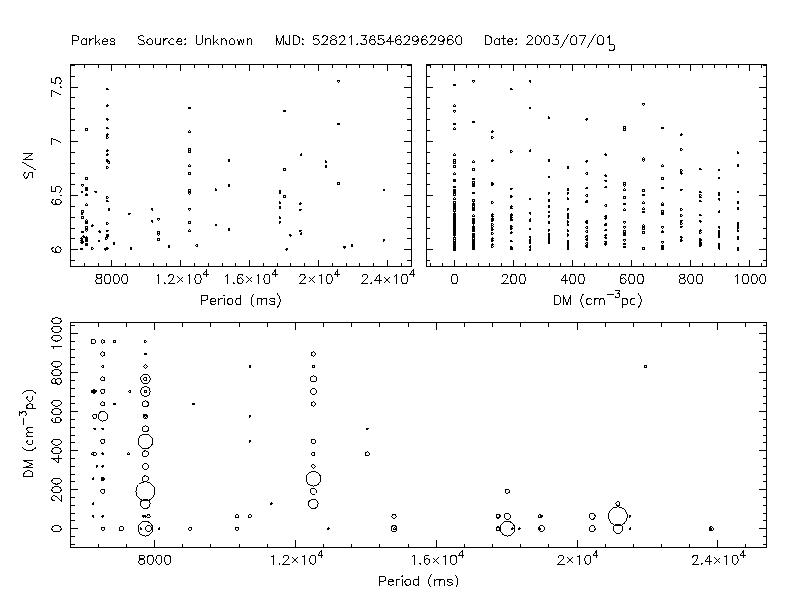 Parkes Source: Unknown MJD: 52821.365462962960 Date: 2003/07/01
S/N
6 6.5 7 7.5
8000 1.2×10⁴ 1.6×10⁴ 2×10⁴ 2.4×10⁴
Period (ms)
0 200 400 600 800 1000
DM (cm⁻³pc)
DM (cm⁻³pc)
0 200 400 600 800 1000
8000 1.2×10⁴ 1.6×10⁴ 2×10⁴ 2.4×10⁴
Period (ms)